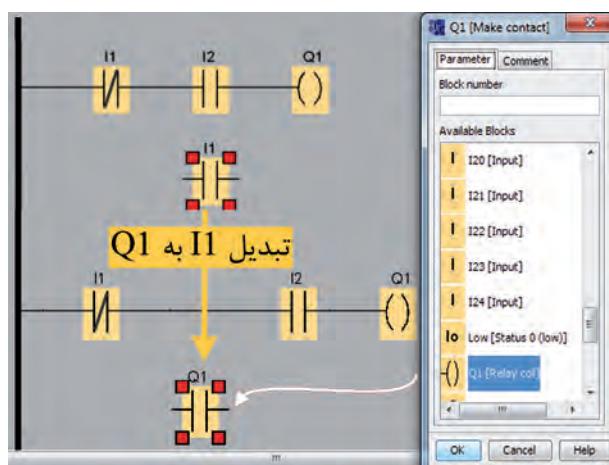 I1 I2 Q1
I1
تبدیل I1 به Q1
I1 I2 Q1
Q1
Q1 [Make contact]
Parameter Comment
Block number
Available Blocks
I I20 [Input]
I I21 [Input]
I I22 [Input]
I I23 [Input]
I I24 [Input]
lo Low [Status 0 (low)]
Q1 [Relay coil]
OK Cancel Help